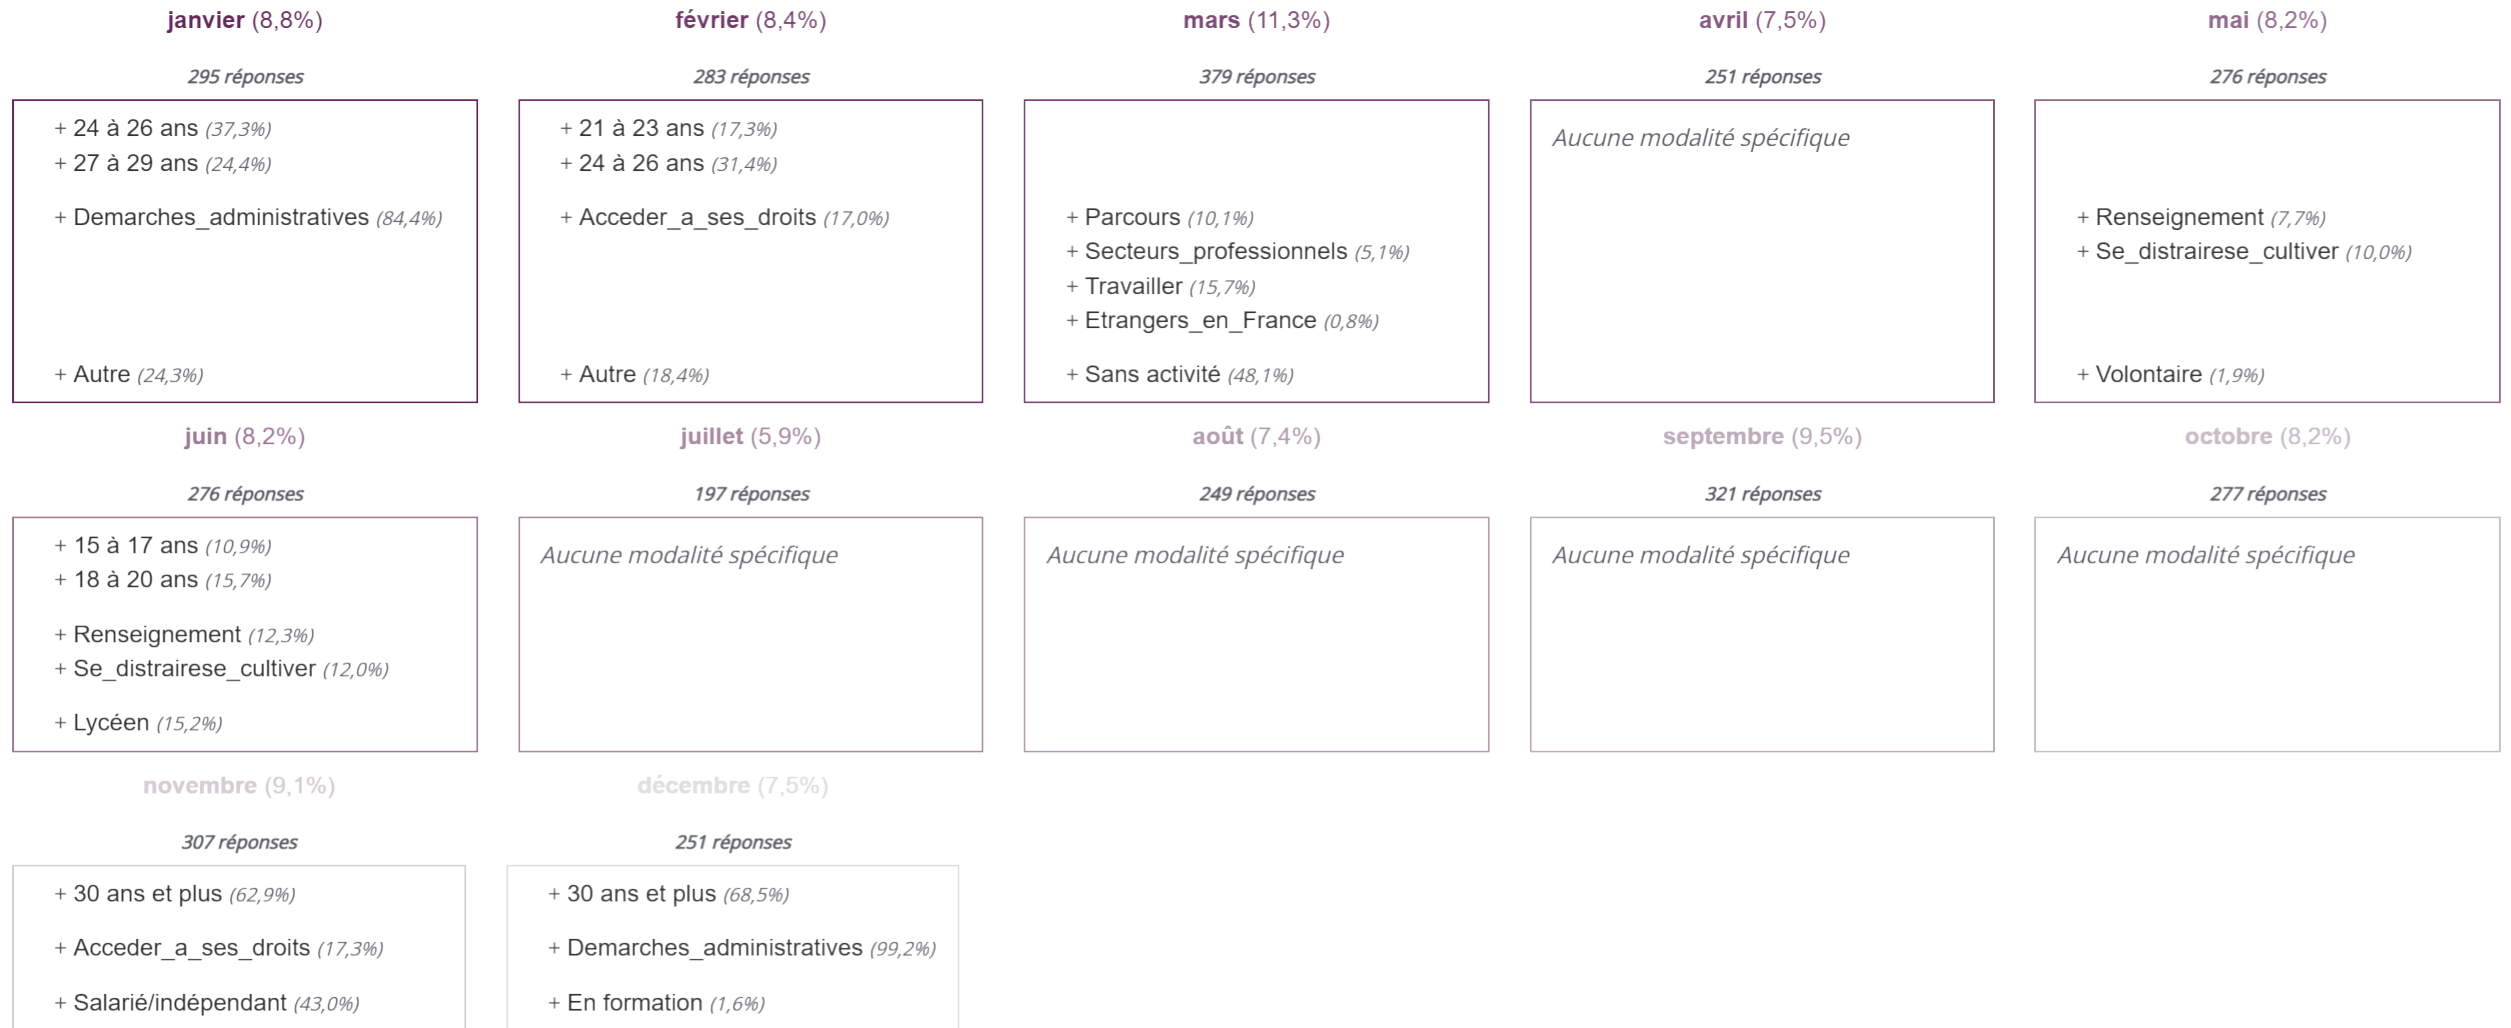 janvier (8,8%)
295 réponses
+ 24 à 26 ans (37,3%)
+ 27 à 29 ans (24,4%)
+ Demarches_administratives (84,4%)
+ Autre (24,3%)
février (8,4%)
283 réponses
+ 21 à 23 ans (17,3%)
+ 24 à 26 ans (31,4%)
+ Acceder_a_ses_droits (17,0%)
+ Autre (18,4%)
mars (11,3%)
379 réponses
+ Parcours (10,1%)
+ Secteurs_professionnels (5,1%)
+ Travailler (15,7%)
+ Etrangers_en_France (0,8%)
+ Sans activité (48,1%)
avril (7,5%)
251 réponses
Aucune modalité spécifique
mai (8,2%)
276 réponses
+ Renseignement (7,7%)
+ Se_distrairese_cultiver (10,0%)
+ Volontaire (1,9%)
juin (8,2%)
276 réponses
+ 15 à 17 ans (10,9%)
+ 18 à 20 ans (15,7%)
+ Renseignement (12,3%)
+ Se_distrairese_cultiver (12,0%)
+ Lycéen (15,2%)
juillet (5,9%)
197 réponses
Aucune modalité spécifique
août (7,4%)
249 réponses
Aucune modalité spécifique
septembre (9,5%)
321 réponses
Aucune modalité spécifique
octobre (8,2%)
277 réponses
Aucune modalité spécifique
novembre (9,1%)
307 réponses
+ 30 ans et plus (62,9%)
+ Acceder_a_ses_droits (17,3%)
+ Salarié/indépendant (43,0%)
décembre (7,5%)
251 réponses
+ 30 ans et plus (68,5%)
+ Demarches_administratives (99,2%)
+ En formation (1,6%)